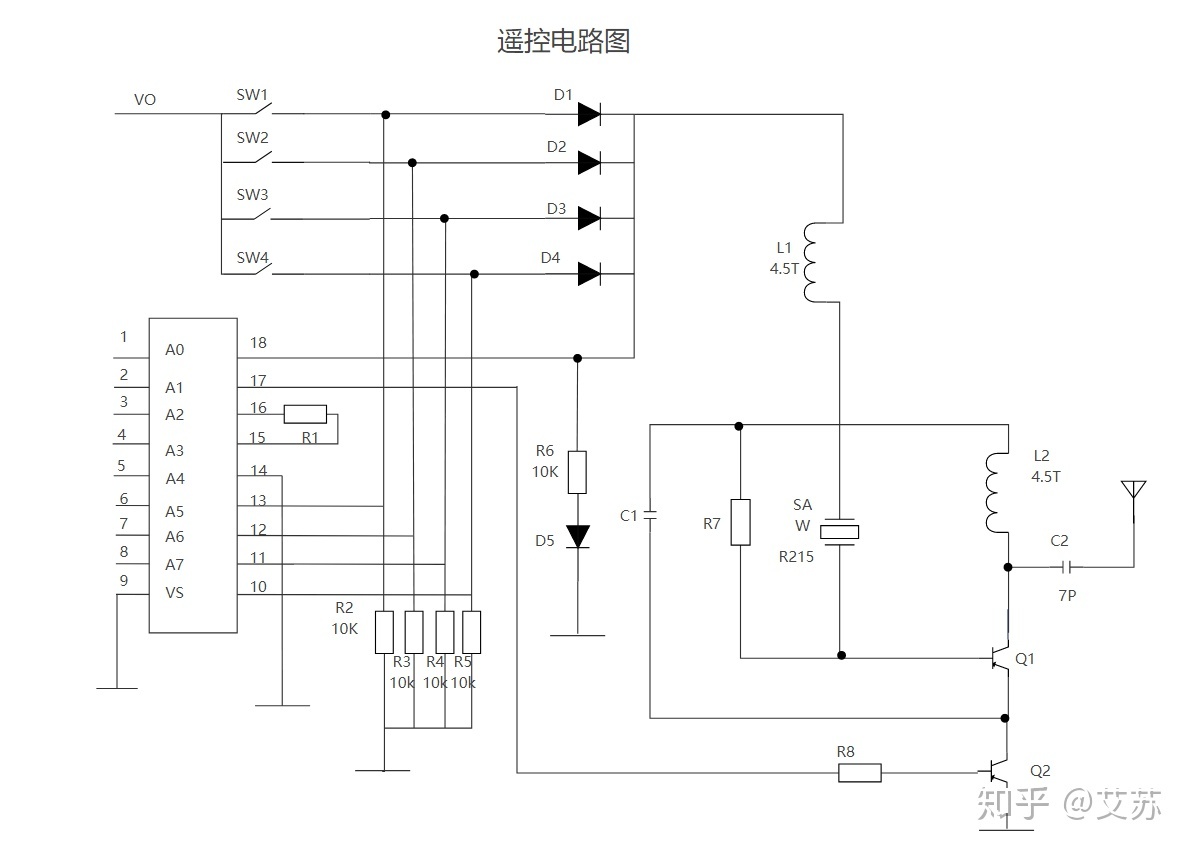 遥控电路图
VO
SW1
D1
SW2
D2
SW3
D3
SW4
D4
L1
4.5T
1
A0
18
2
A1
17
3
A2
16
R1
4
A3
15
5
A4
14
6
A5
13
7
A6
12
8
A7
11
9
VS
10
R2
10K
R3
10k
R4
10k
R5
10k
R6
10K
D5
C1
R7
SA
W
R215
L2
4.5T
C2
7P
Q1
R8
Q2
知乎 @艾苏